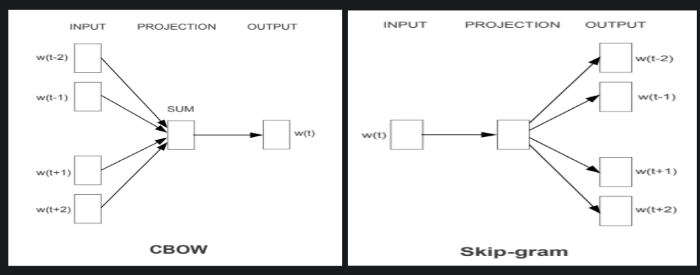 INPUT PROJECTION OUTPUT
w(t-2)
w(t-1)
SUM
w(t)
w(t+1)
w(t+2)
CBOW
INPUT PROJECTION OUTPUT
w(t-2)
w(t-1)
w(t)
w(t+1)
w(t+2)
Skip-gram